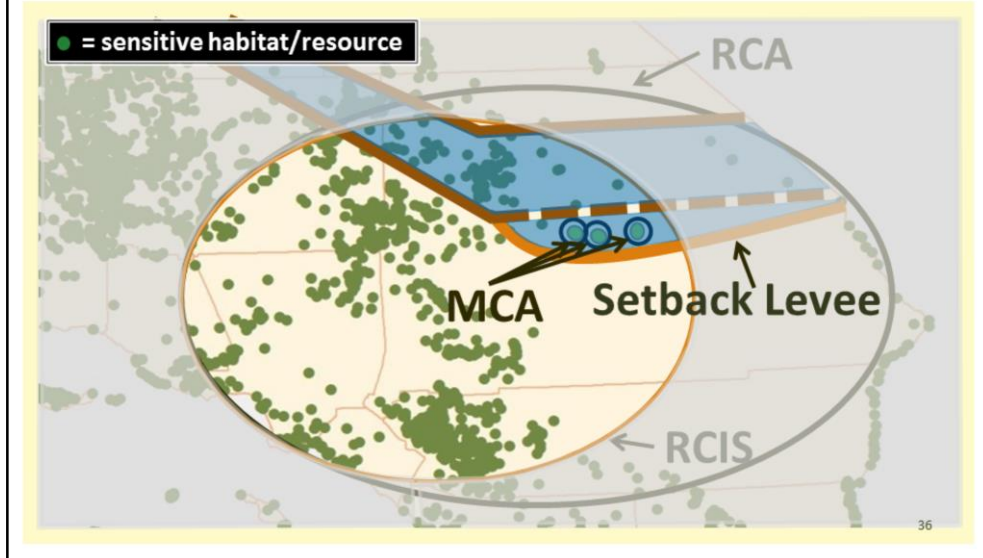 = sensitive habitat/resource
RCA
MCA
Setback Levee
RCIS
36